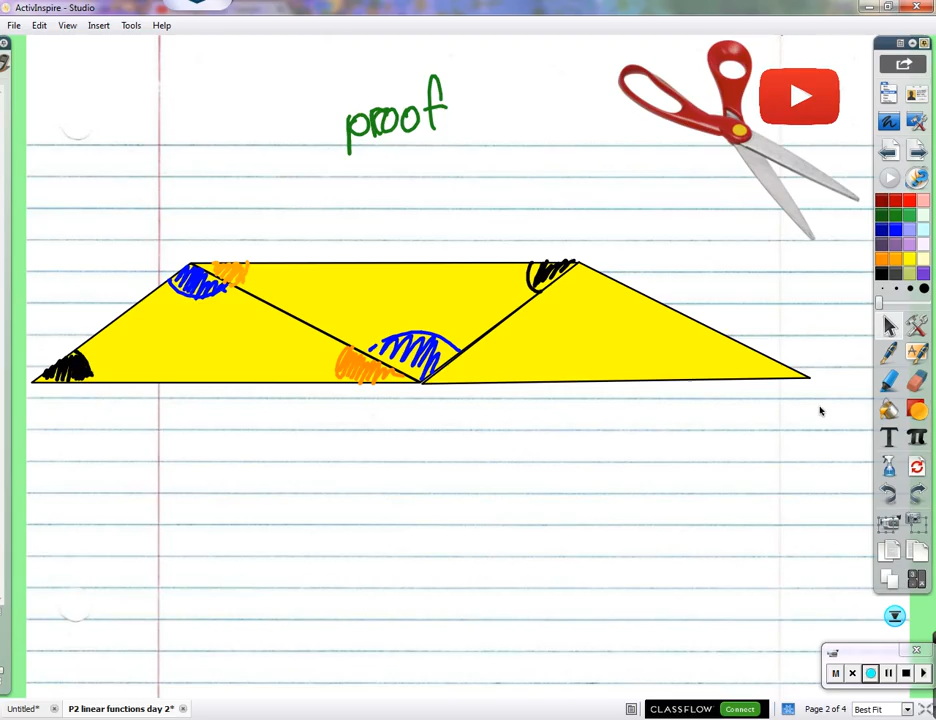 ActivInspire - Studio
File Edit View Insert Tools Help
proof
M
Untitled* P2 linear functions day 2* CLASSFLOW Connect Page 2 of 4 Best Fit